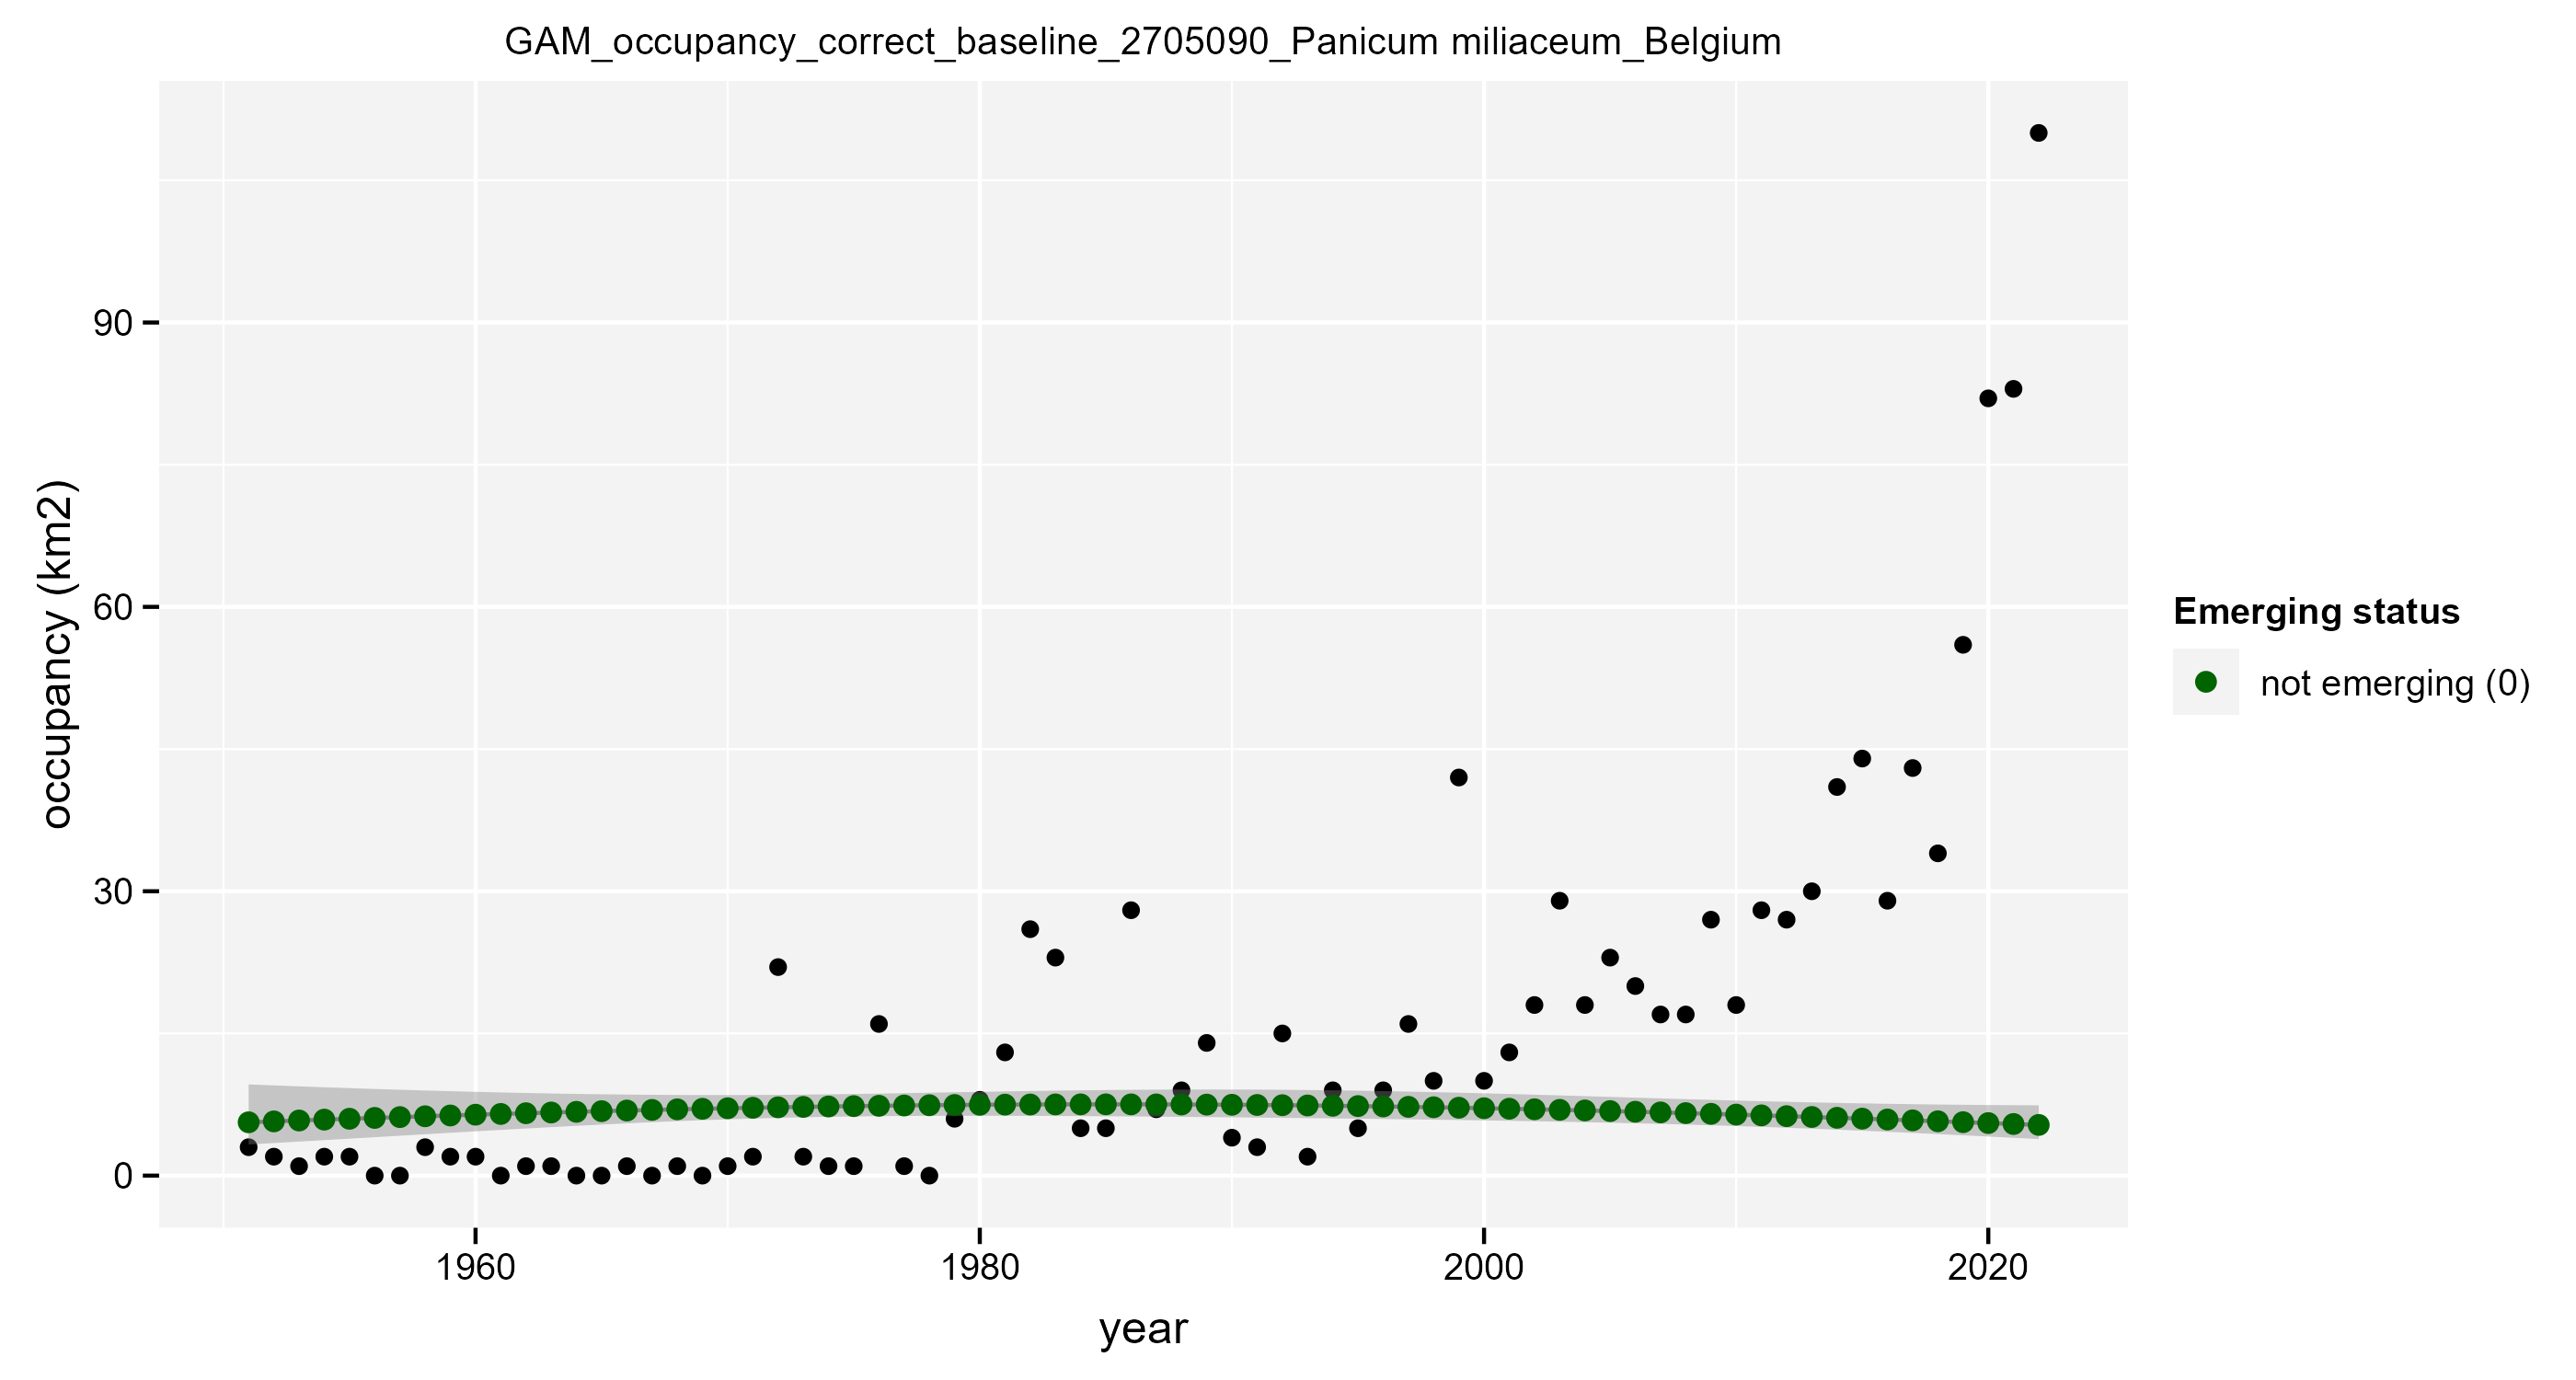 GAM_occupancy_correct_baseline_2705090_Panicum miliaceum_Belgium
occupancy (km2)
90
60
30
0
1960
1980
2000
2020
year
Emerging status
not emerging (0)